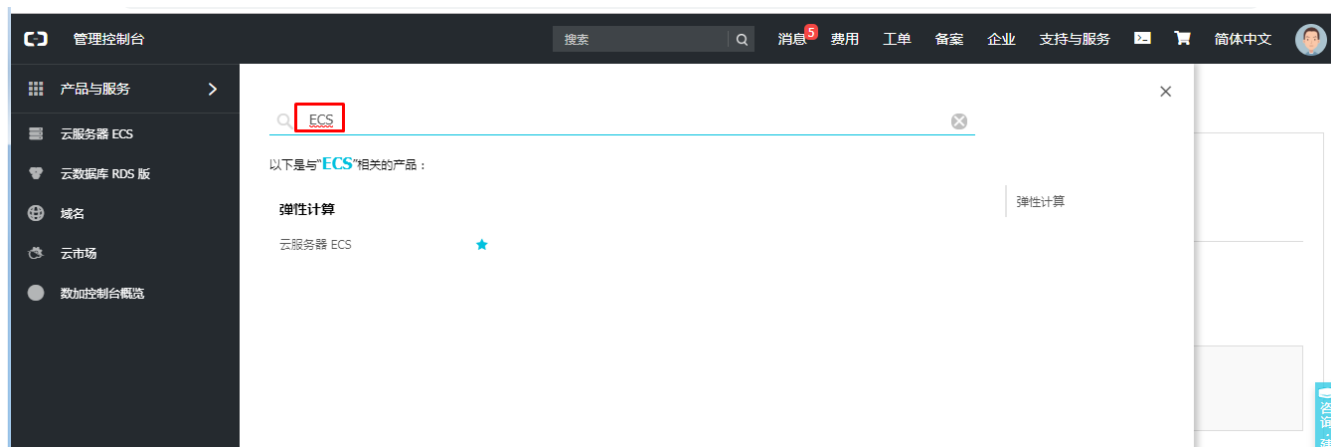 管理控制台
搜索
消息 5
费用
工单
备案
企业
支持与服务
简体中文
产品与服务
云服务器 ECS
云数据库 RDS 版
域名
云市场
数加控制台概览
ECS
以下是与"ECS"相关的产品：
弹性计算
云服务器 ECS
弹性计算
咨询·建